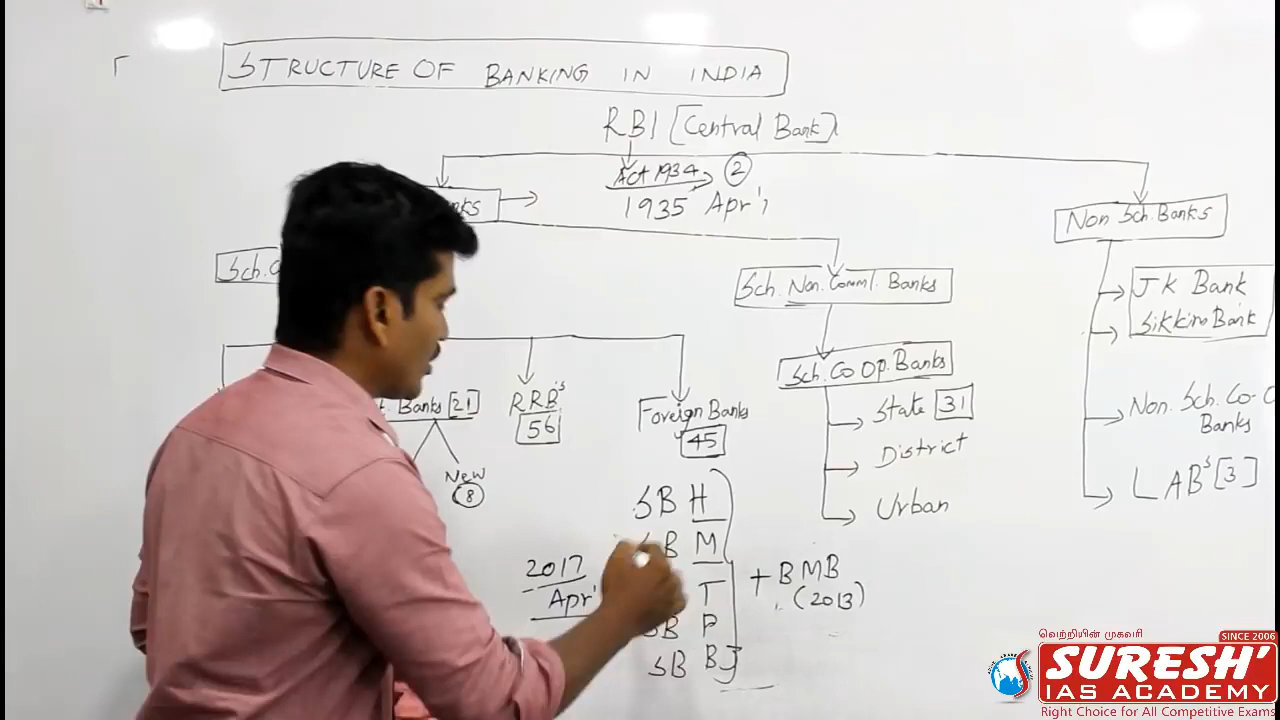 STRUCTURE OF BANKING IN INDIA
RBI [Central Bank]
Act 1934 2
1935 Apr'l
Non Sch. Banks
Sch. Non. Comml. Banks
JK Bank
Sikkim Bank
Sch. Co Op. Banks
Banks [21]
RRB's
56
Foreign Banks
45
State 31
District
Urban
Non. Sch. Co-O
Banks
LABs [3]
New
8
SB H
B M
T
SB P
SB B
2017
Apr'
+ BMB
(2013)
வெற்றியின் முகவரி
SINCE 2006
SURESH'
IAS ACADEMY
Right Choice for All Competitive Exams